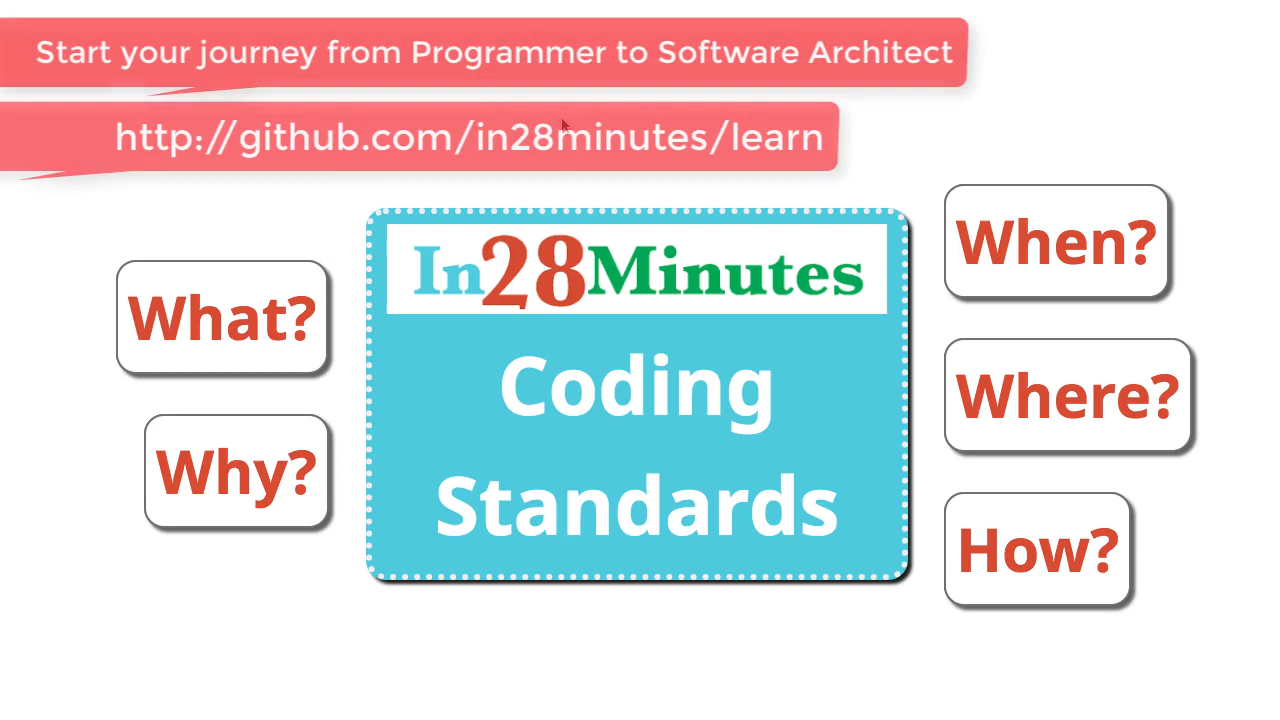 Start your journey from Programmer to Software Architect
http://github.com/in28minutes/learn
In28Minutes
Coding
Standards
What?
Why?
When?
Where?
How?